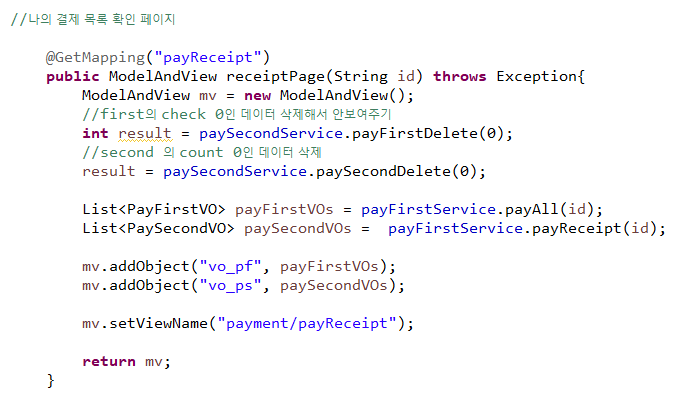 //나의 결제 목록 확인 페이지
@GetMapping("payReceipt")
public ModelAndView receiptPage(String id) throws Exception{
ModelAndView mv = new ModelAndView();
//first의 check 0인 데이터 삭제해서 안보여주기
int result = paySecondService.payFirstDelete(0);
//second 의 count 0인 데이터 삭제
result = paySecondService.paySecondDelete(0);
List<PayFirstVO> payFirstVOs = payFirstService.payAll(id);
List<PaySecondVO> paySecondVOs =  payFirstService.payReceipt(id);
mv.addObject("vo_pf", payFirstVOs);
mv.addObject("vo_ps", paySecondVOs);
mv.setViewName("payment/payReceipt");
return mv;
}